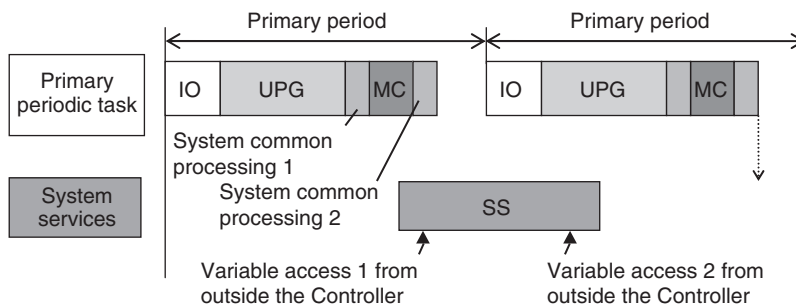 Primary period
Primary period
Primary
periodic task
IO
UPG
MC
IO
UPG
MC
System common
processing 1
System common
processing 2
System
services
SS
Variable access 1 from
outside the Controller
Variable access 2 from
outside the Controller